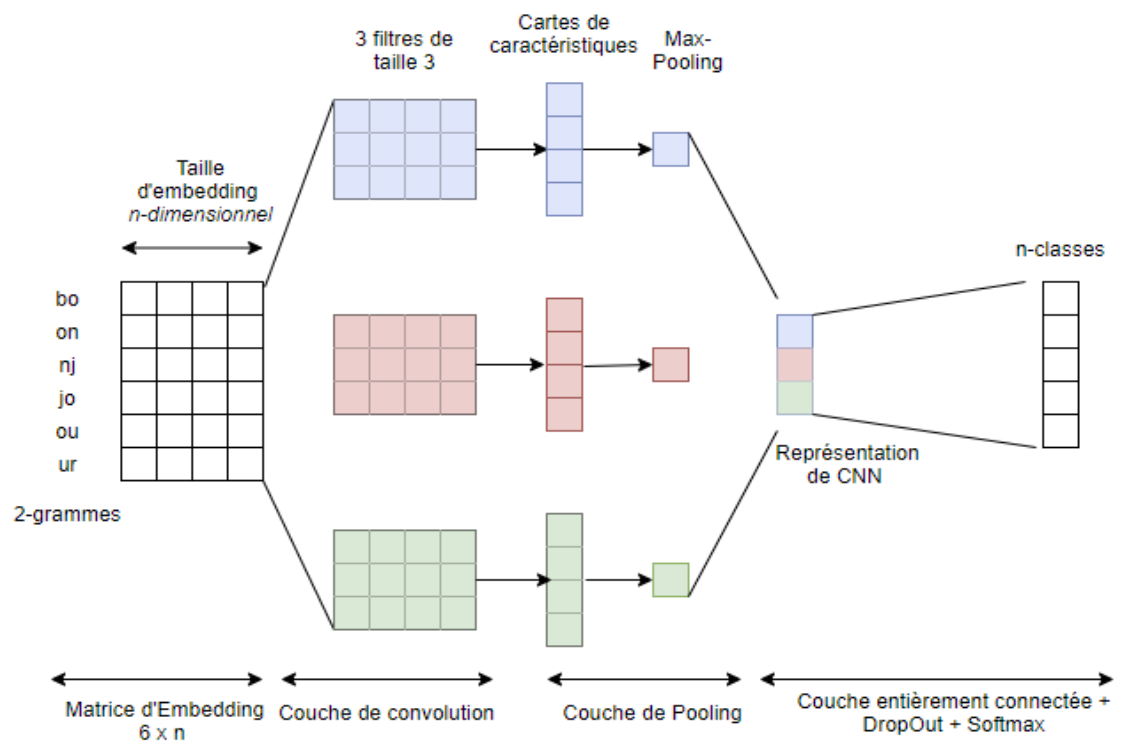 3 filtres de
taille 3
Cartes de
caractéristiques
Max-
Pooling
Taille
d'embedding
n-dimensionnel
n-classes
bo
on
nj
jo
ou
ur
2-grammes
Représentation
de CNN
Matrice d'Embedding
6 x n
Couche de convolution
Couche de Pooling
Couche entièrement connectée +
DropOut + Softmax